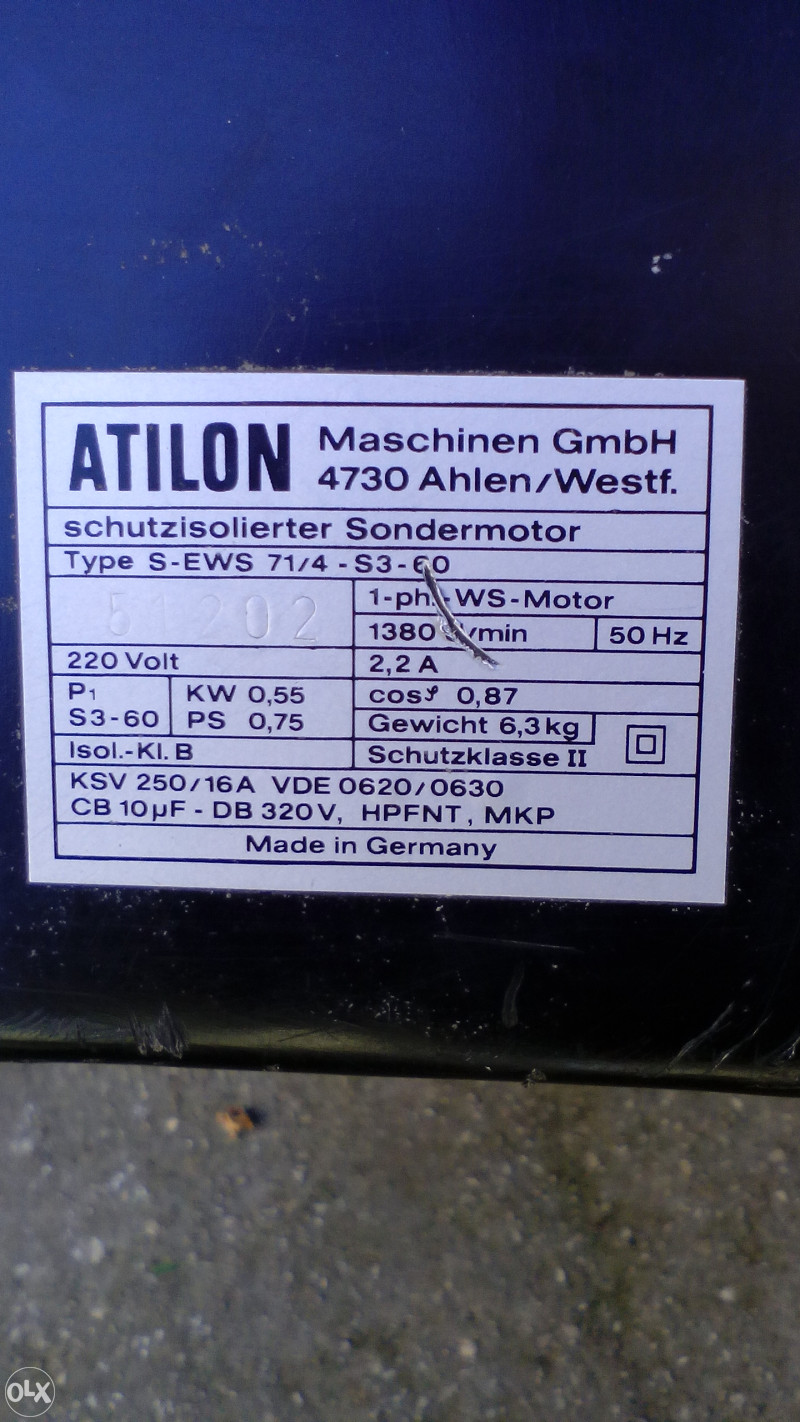 ATILON Maschinen GmbH
4730 Ahlen/Westf.
schutzisolierter Sondermotor
Type S-EWS 71/4 - S3-60
51202
1-ph.-WS-Motor
1380 1/min 50 Hz
220 Volt 2,2 A
P1 KW 0,55 cosφ 0,87
S3-60 PS 0,75 Gewicht 6,3 kg
Isol.-Kl. B Schutzklasse II
KSV 250/16A VDE 0620/0630
CB 10µF - DB 320V, HPFNT, MKP
Made in Germany
OLX